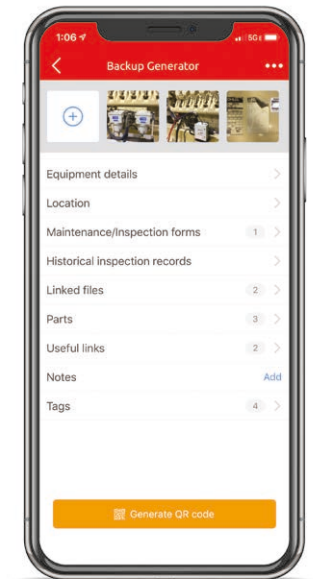 1:06
5G
Backup Generator
Equipment details
Location
Maintenance/Inspection forms 1
Historical inspection records
Linked files 2
Parts 3
Useful links 2
Notes Add
Tags 4
Generate QR code